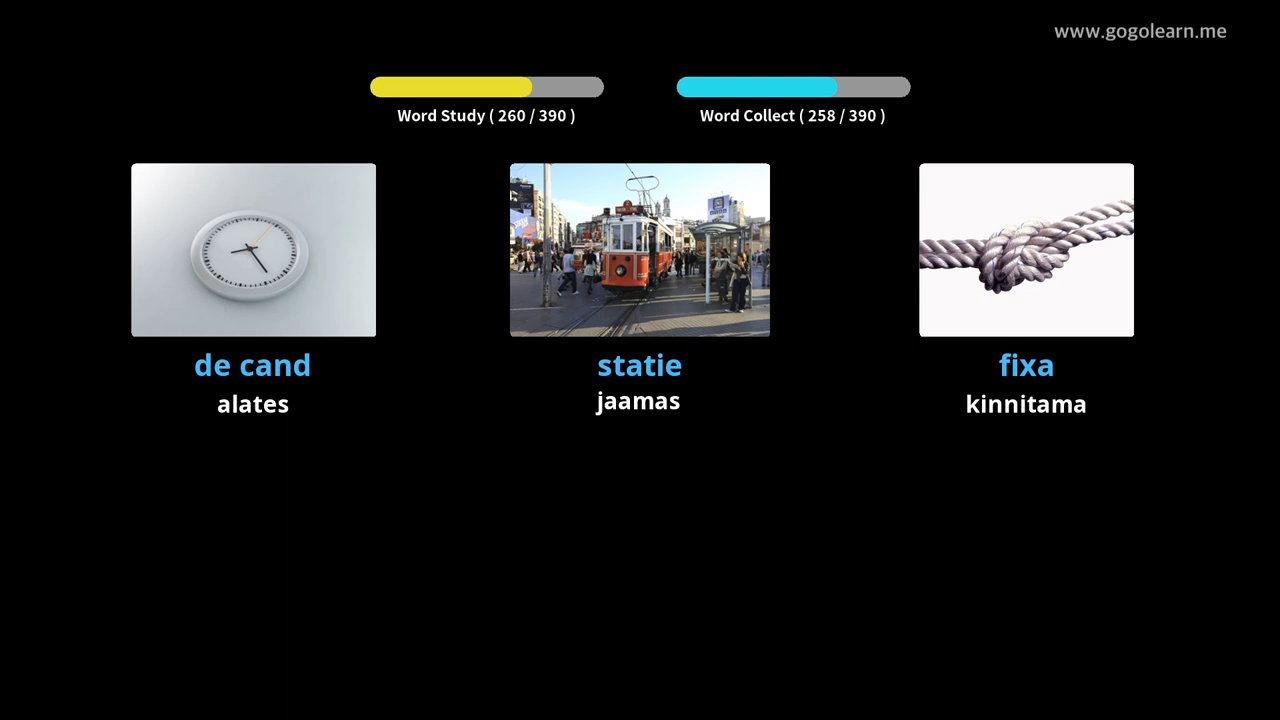 www.gogolearn.me
Word Study ( 260 / 390 )
Word Collect ( 258 / 390 )
de cand
statie
fixa
alates
jaamas
kinnitama